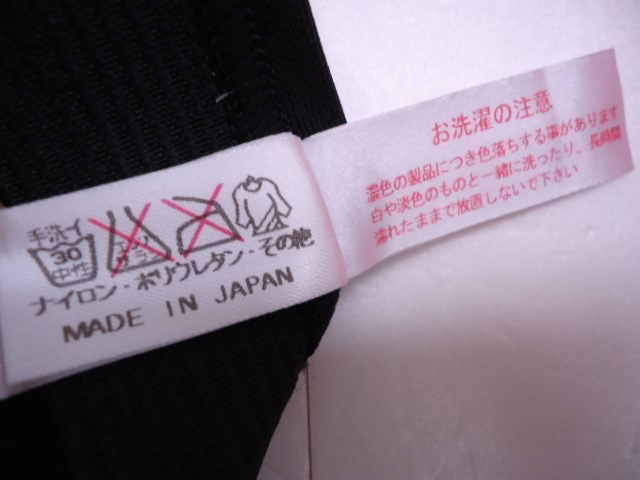 手洗イ
30
中性
エンソ
サラシ
ナイロン・ポリウレタン・その他
MADE IN JAPAN
お洗濯の注意
濃色の製品につき色落ちする事があります
白や淡色のものと一緒に洗ったり、長時間
濡れたままで放置しないで下さい